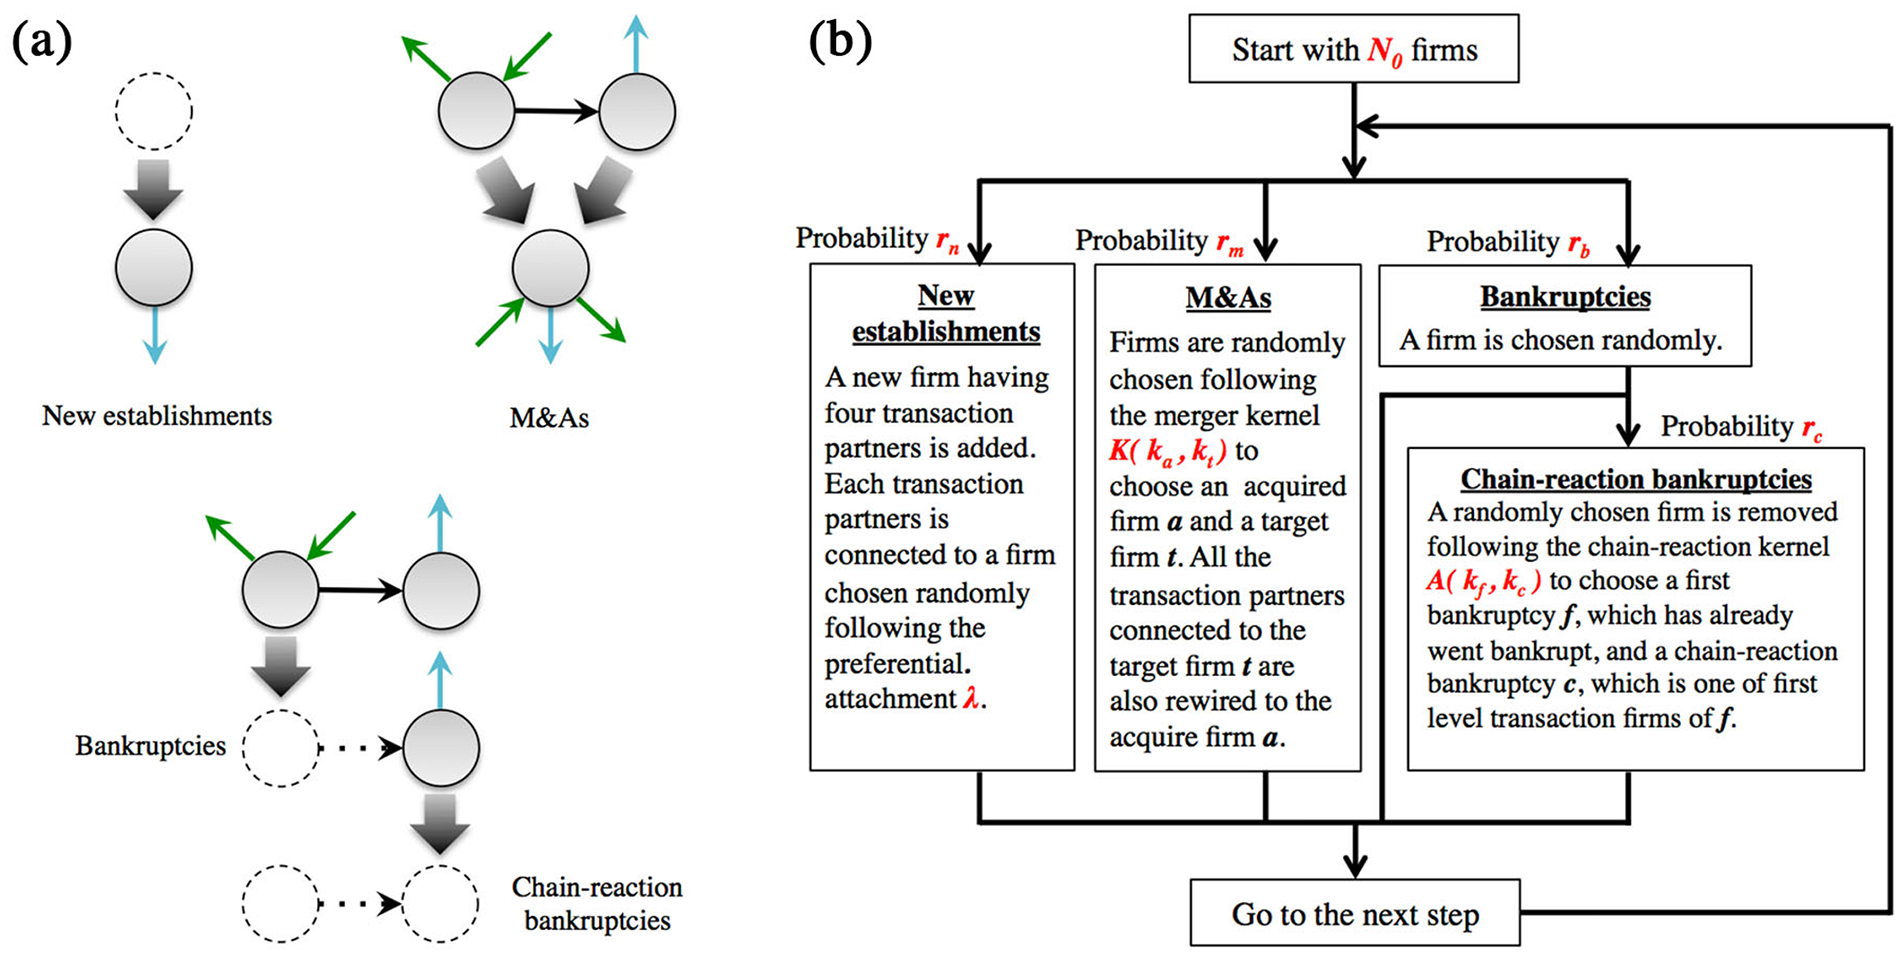 (a)
New establishments
M&As
Bankruptcies
Chain-reaction
bankruptcies
(b)
Start with N0 firms
Probability rn
Probability rm
Probability rb
New
establishments
A new firm having
four transaction
partners is added.
Each transaction
partners is
connected to a firm
chosen randomly
following the
preferential.
attachment λ.
M&As
Firms are randomly
chosen following
the merger kernel
K( ka , kt ) to
choose an acquired
firm a and a target
firm t. All the
transaction partners
connected to the
target firm t are
also rewired to the
acquire firm a.
Bankruptcies
A firm is chosen randomly.
Probability rc
Chain-reaction bankruptcies
A randomly chosen firm is removed
following the chain-reaction kernel
A( kf , kc ) to choose a first
bankruptcy f, which has already
went bankrupt, and a chain-reaction
bankruptcy c, which is one of first
level transaction firms of f.
Go to the next step